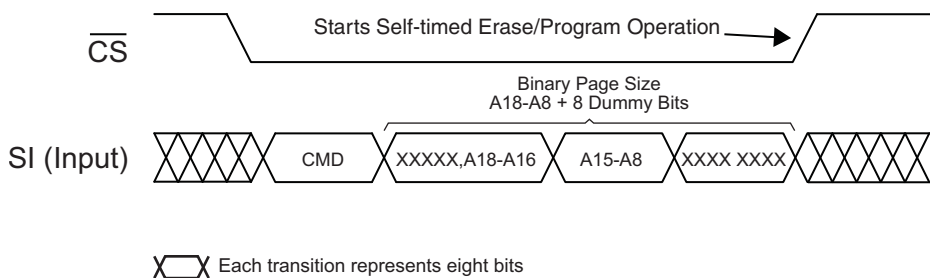 Starts Self-timed Erase/Program Operation
CS
Binary Page Size
A18-A8 + 8 Dummy Bits
SI (Input)
CMD
XXXXX,A18-A16
A15-A8
XXXX XXXX
Each transition represents eight bits